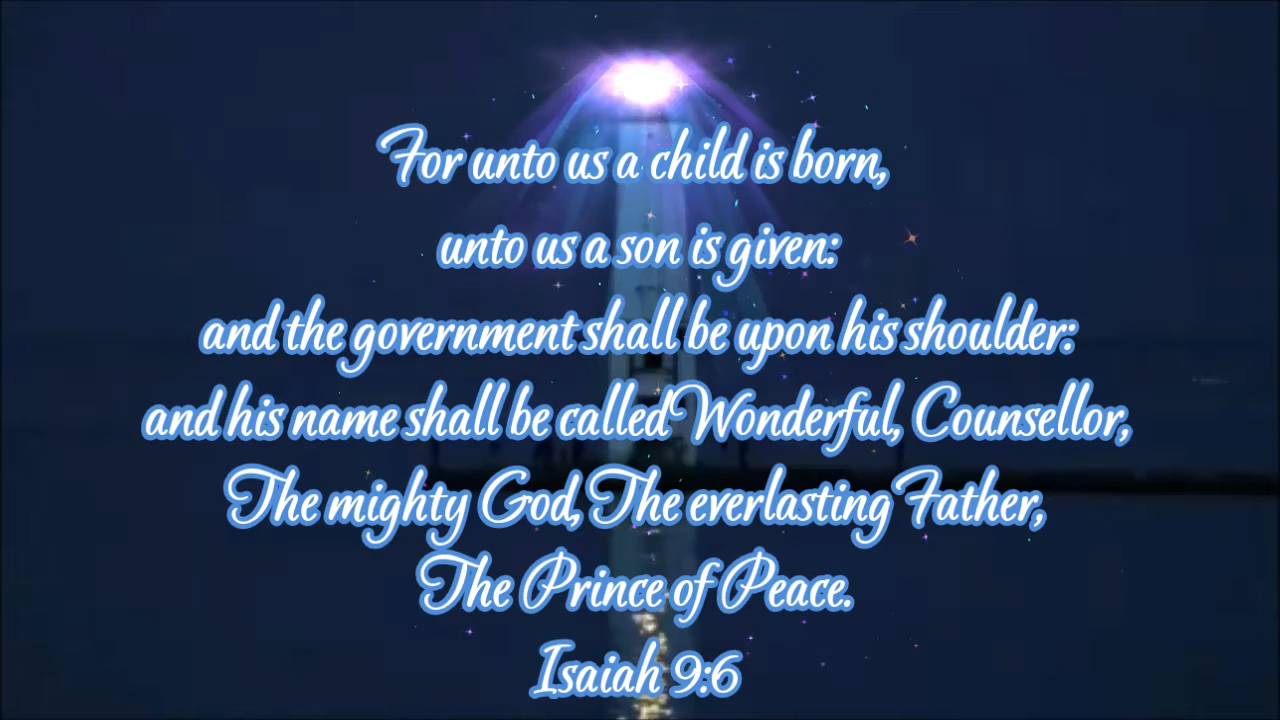 For unto us a child is born,
unto us a son is given:
and the government shall be upon his shoulder:
and his name shall be called Wonderful, Counsellor,
The mighty God, The everlasting Father,
The Prince of Peace.
Isaiah 9:6